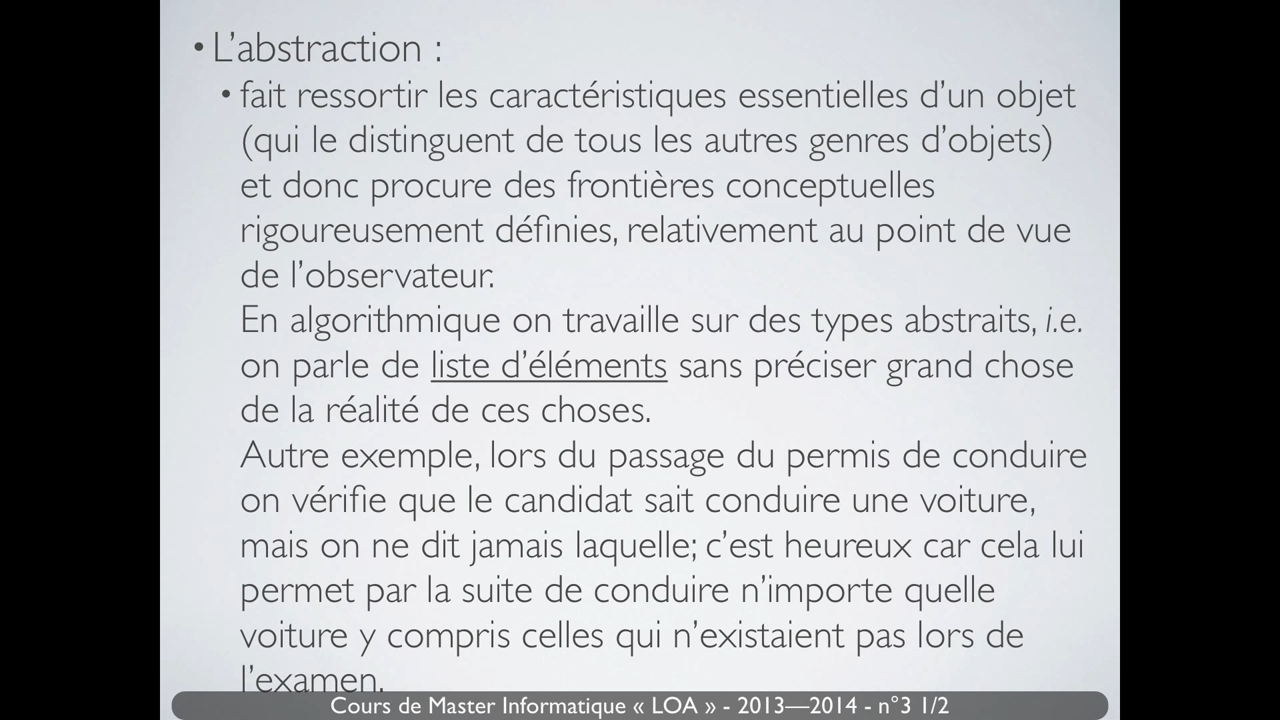 • L’abstraction :
• fait ressortir les caractéristiques essentielles d’un objet
(qui le distinguent de tous les autres genres d’objets)
et donc procure des frontières conceptuelles
rigoureusement définies, relativement au point de vue
de l’observateur.
En algorithmique on travaille sur des types abstraits, i.e.
on parle de liste d’éléments sans préciser grand chose
de la réalité de ces choses.
Autre exemple, lors du passage du permis de conduire
on vérifie que le candidat sait conduire une voiture,
mais on ne dit jamais laquelle; c’est heureux car cela lui
permet par la suite de conduire n’importe quelle
voiture y compris celles qui n’existaient pas lors de
l’examen.
Cours de Master Informatique « LOA » - 2013—2014 - n°3 1/2